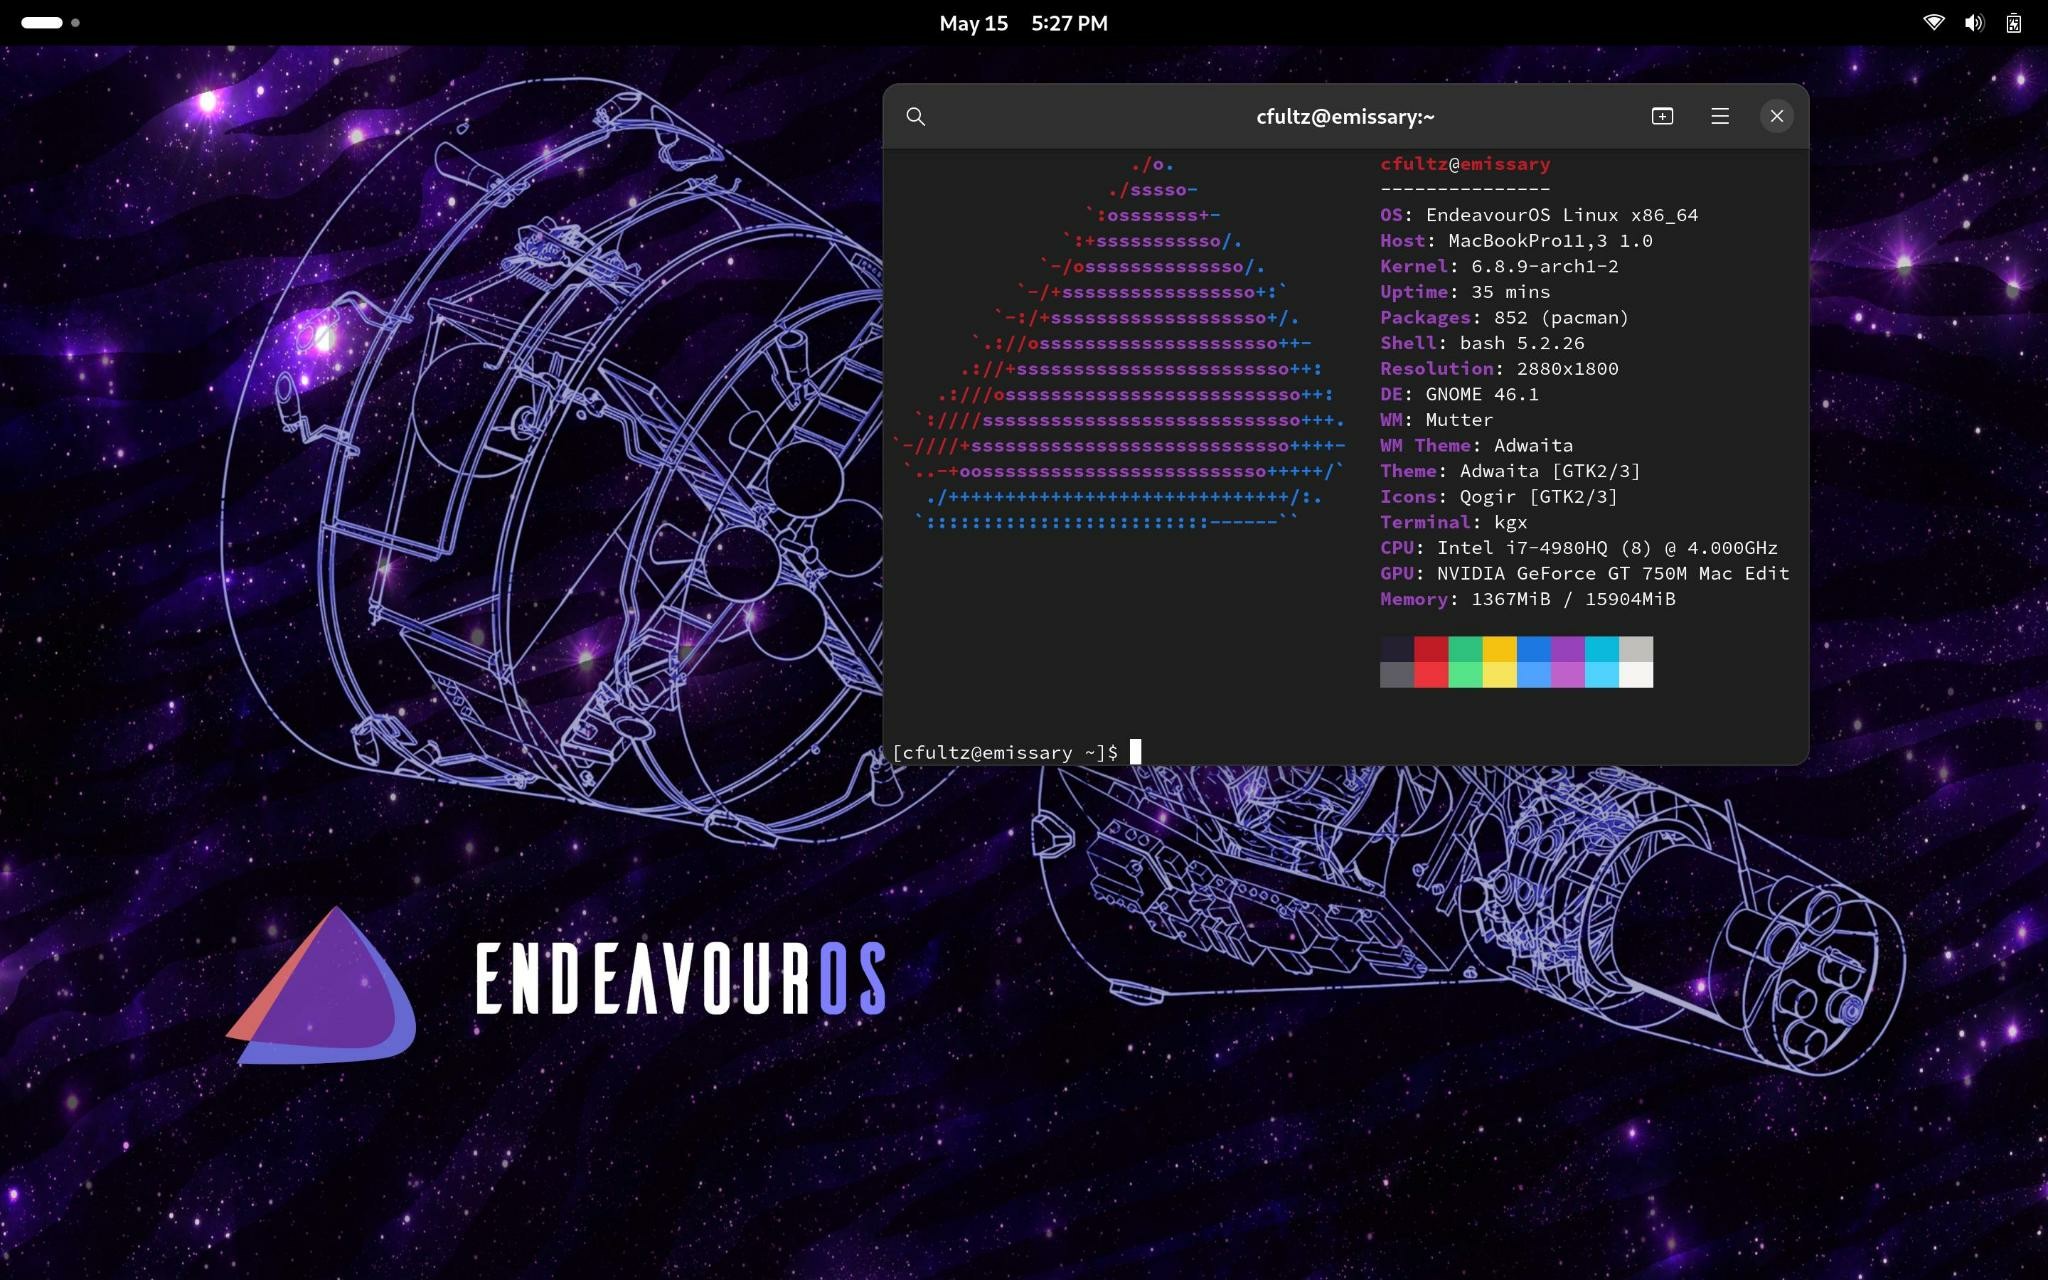 May 15 5:27 PM
cfultz@emissary:~
./o.
./sssso-
`:osssssss+-
`:+sssssssssso/.
`-/ossssssssssssso/.
`-/+sssssssssssssssso+:`
`-:/+sssssssssssssssssso+/.
`.://osssssssssssssssssssso++-
.://+ssssssssssssssssssssssso++:
.:///ossssssssssssssssssssssssso++:
`:////ssssssssssssssssssssssssssso+++.
`-////+ssssssssssssssssssssssssssso++++-
`..-+oosssssssssssssssssssssssso+++++/`
./++++++++++++++++++++++++++++++/:.
`:::::::::::::::::::::::::------``
cfultz@emissary
---------------
OS: EndeavourOS Linux x86_64
Host: MacBookPro11,3 1.0
Kernel: 6.8.9-arch1-2
Uptime: 35 mins
Packages: 852 (pacman)
Shell: bash 5.2.26
Resolution: 2880x1800
DE: GNOME 46.1
WM: Mutter
WM Theme: Adwaita
Theme: Adwaita [GTK2/3]
Icons: Qogir [GTK2/3]
Terminal: kgx
CPU: Intel i7-4980HQ (8) @ 4.000GHz
GPU: NVIDIA GeForce GT 750M Mac Edit
Memory: 1367MiB / 15904MiB
[cfultz@emissary ~]$
ENDEAVOUROS